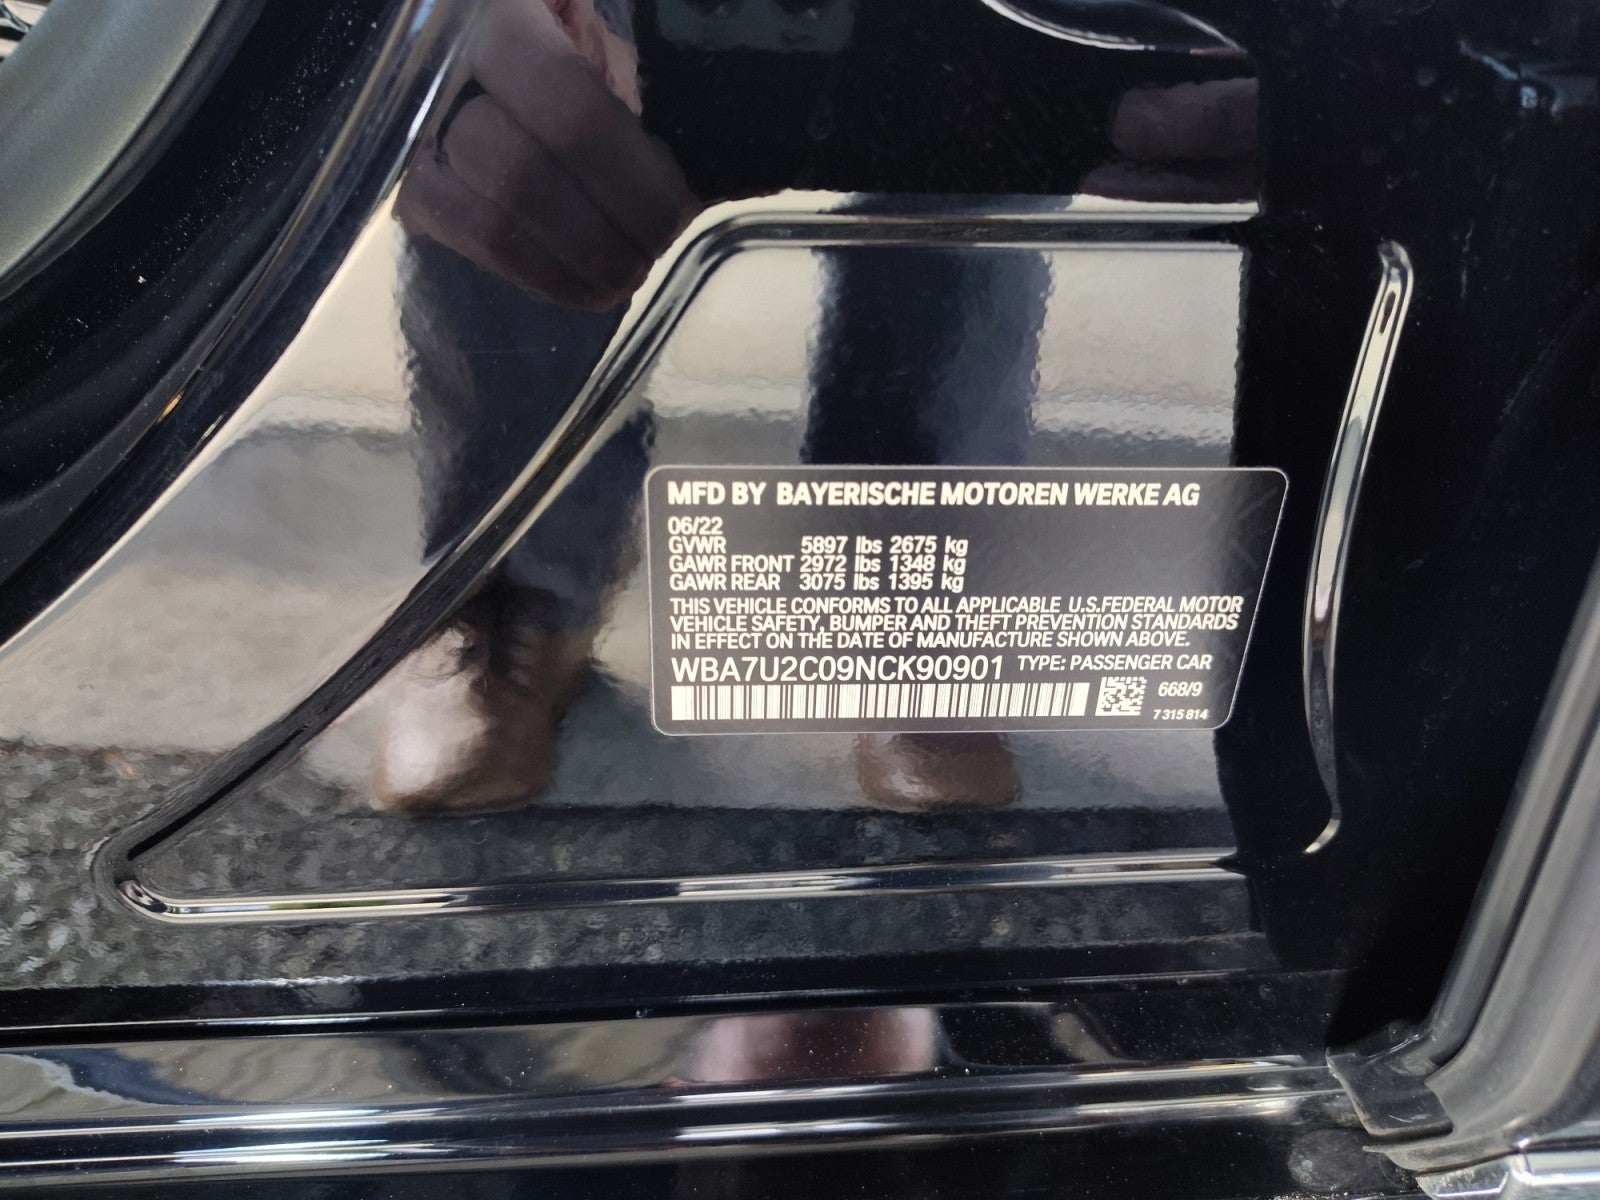 MFD BY BAYERISCHE MOTOREN WERKE AG
06/22
GVWR 5897 lbs 2675 kg
GAWR FRONT 2972 lbs 1348 kg
GAWR REAR 3075 lbs 1395 kg
THIS VEHICLE CONFORMS TO ALL APPLICABLE U.S.FEDERAL MOTOR
VEHICLE SAFETY, BUMPER AND THEFT PREVENTION STANDARDS
IN EFFECT ON THE DATE OF MANUFACTURE SHOWN ABOVE.
WBA7U2C09NCK90901 TYPE: PASSENGER CAR
668/9
7 315 814